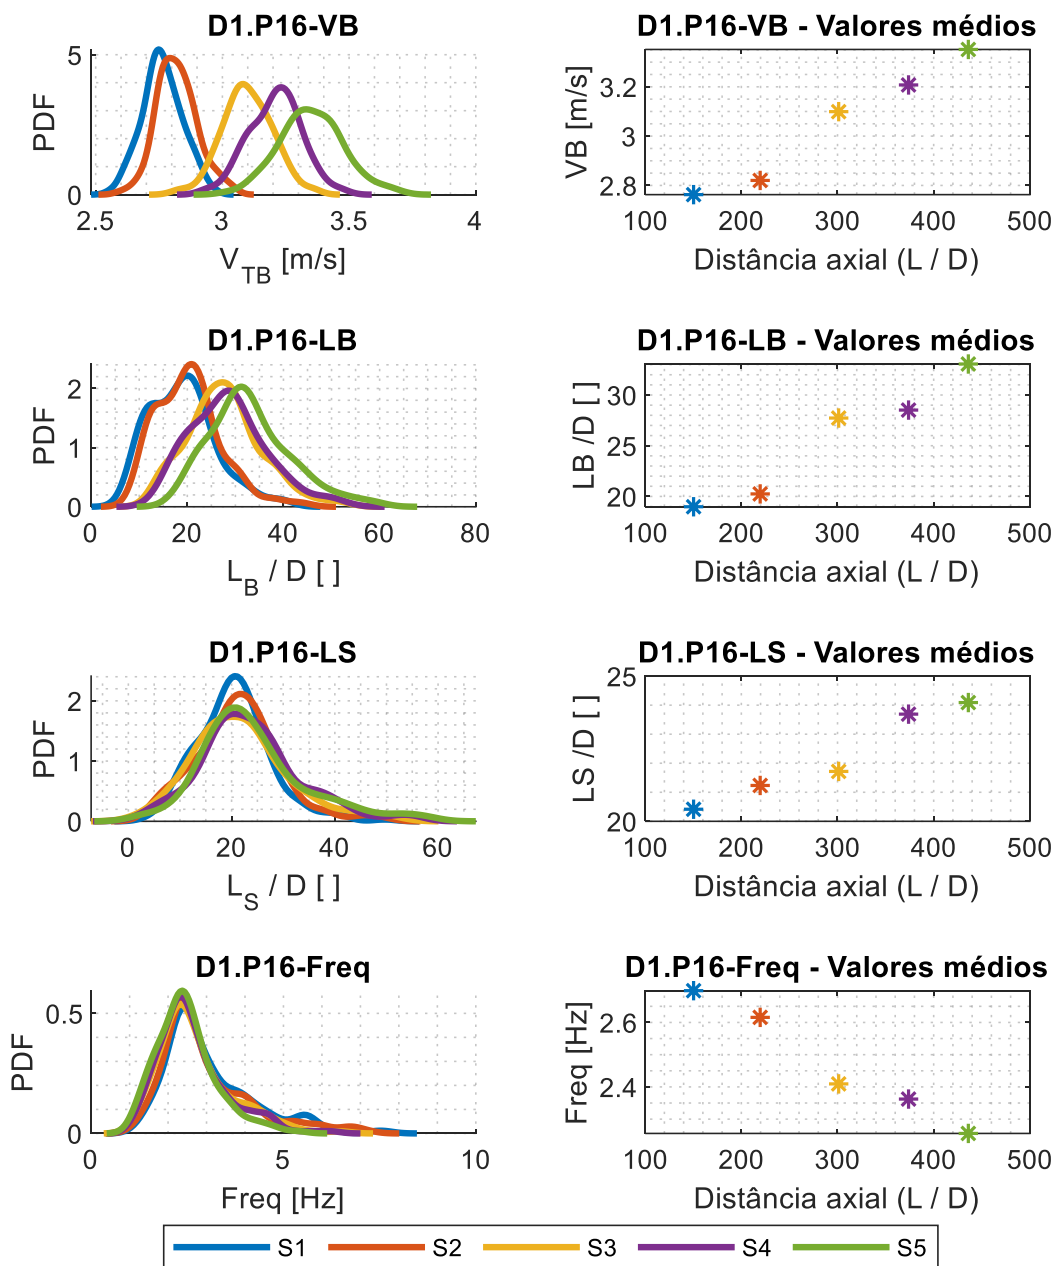 D1.P16-VB
5
0
PDF
2.5 3 3.5 4
V_TB [m/s]
D1.P16-VB - Valores médios
3.2
3
2.8
VB [m/s]
100 200 300 400 500
Distância axial (L / D)
D1.P16-LB
2
1
0
PDF
0 20 40 60 80
L_B / D [ ]
D1.P16-LB - Valores médios
30
25
20
LB /D [ ]
100 200 300 400 500
Distância axial (L / D)
D1.P16-LS
2
1
0
PDF
0 20 40 60
L_S / D [ ]
D1.P16-LS - Valores médios
25
20
LS /D [ ]
100 200 300 400 500
Distância axial (L / D)
D1.P16-Freq
0.5
0
PDF
0 5 10
Freq [Hz]
D1.P16-Freq - Valores médios
2.6
2.4
Freq [Hz]
100 200 300 400 500
Distância axial (L / D)
S1 S2 S3 S4 S5